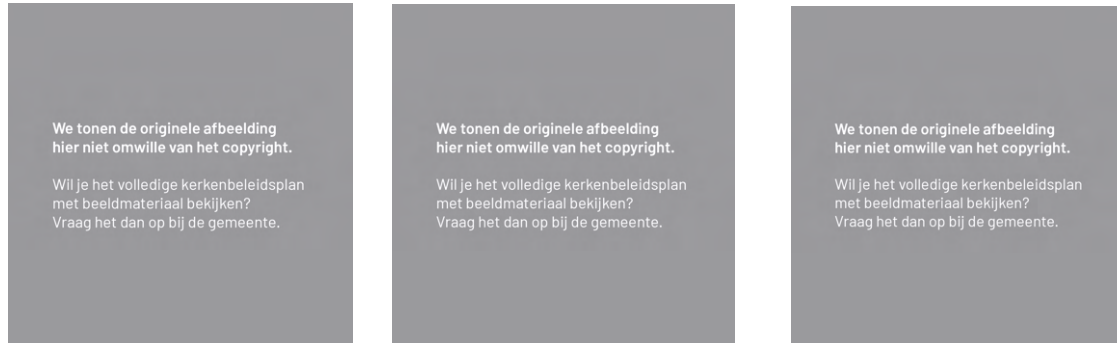 We tonen de originele afbeelding
hier niet omwille van het copyright.
Wil je het volledige kerkenbeleidsplan
met beeldmateriaal bekijken?
Vraag het dan op bij de gemeente.
We tonen de originele afbeelding
hier niet omwille van het copyright.
Wil je het volledige kerkenbeleidsplan
met beeldmateriaal bekijken?
Vraag het dan op bij de gemeente.
We tonen de originele afbeelding
hier niet omwille van het copyright.
Wil je het volledige kerkenbeleidsplan
met beeldmateriaal bekijken?
Vraag het dan op bij de gemeente.